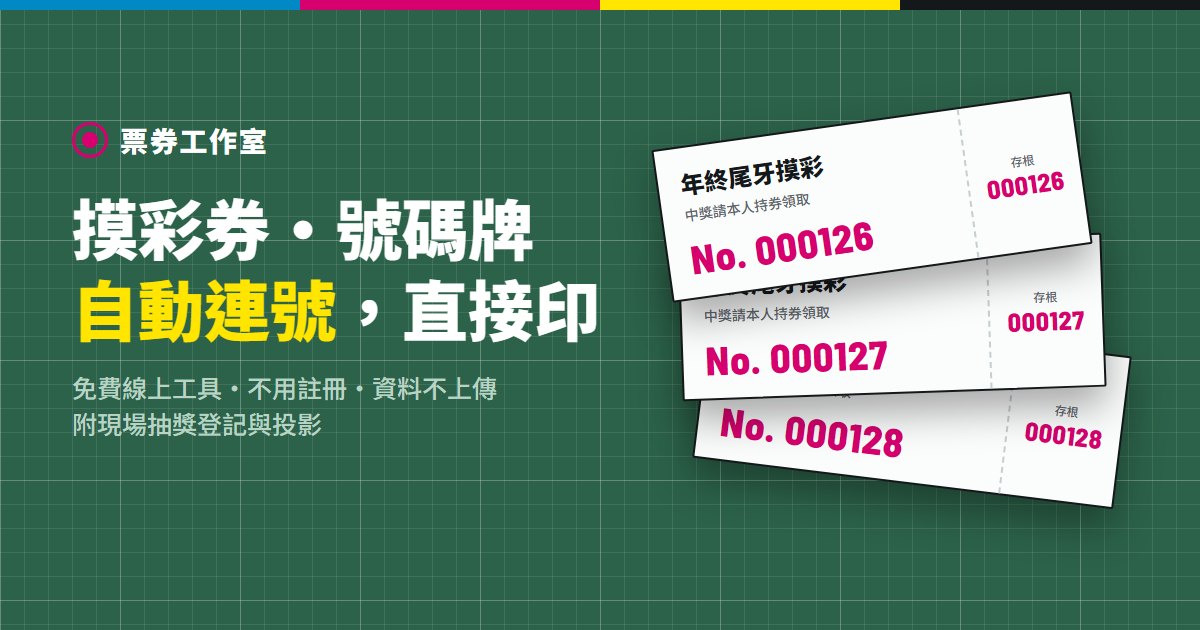 票券工作室
摸彩券・號碼牌
自動連號，直接印
免費線上工具・不用註冊・資料不上傳
附現場抽獎登記與投影
年終尾牙摸彩
中獎請本人持券領取
No. 000126
存根
000126
尾牙摸彩
中獎請本人持券領取
No. 000127
存根
000127
No. 000128
存根
000128